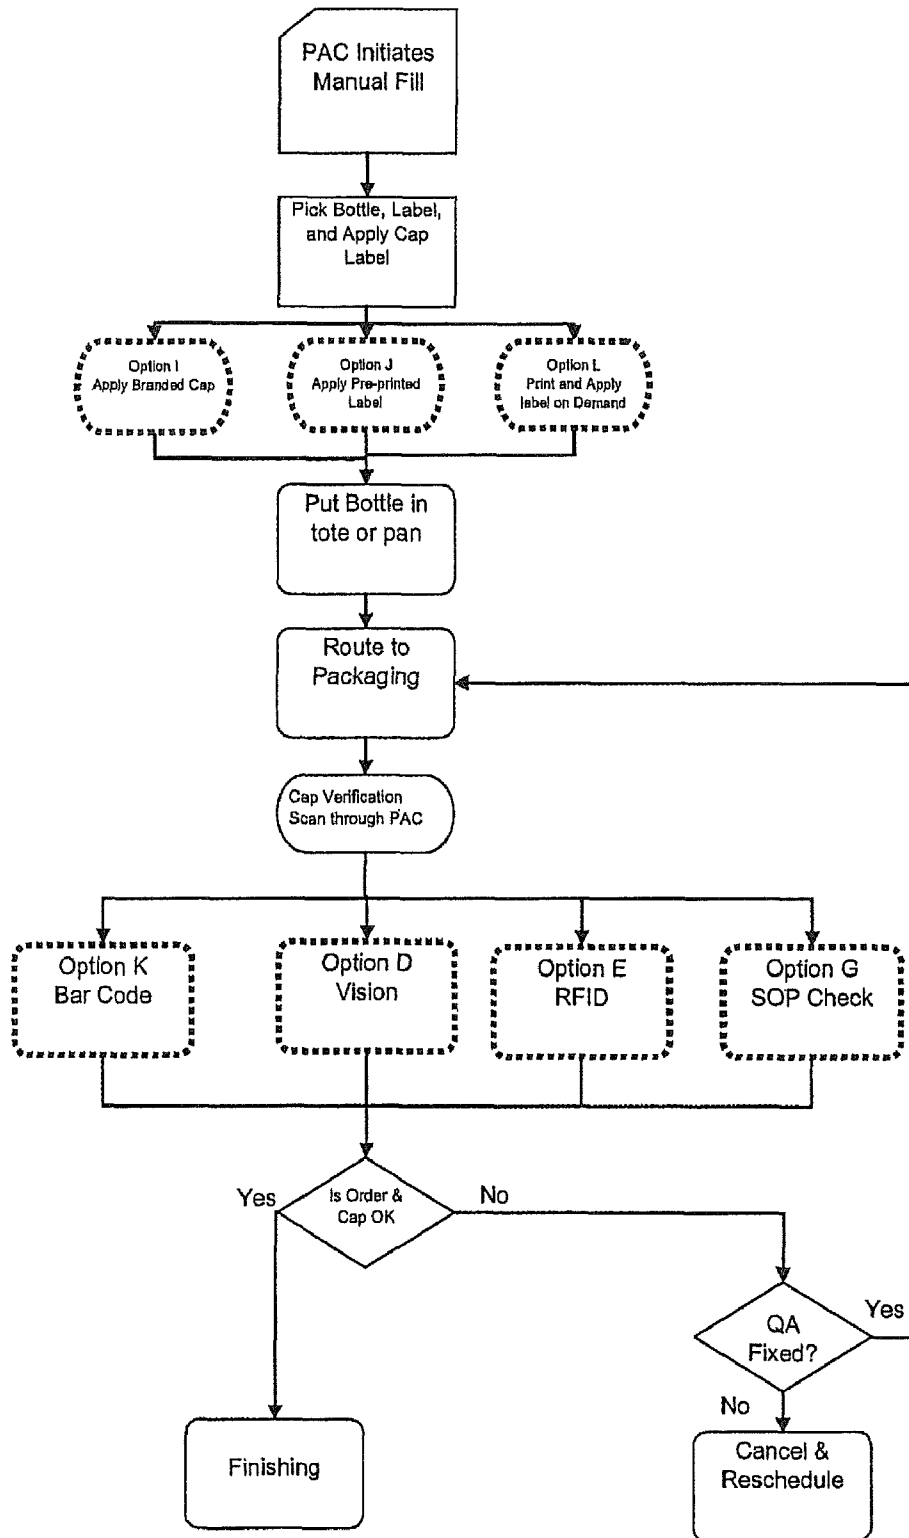 PAC Initiates
Manual Fill
Pick Bottle, Label,
and Apply Cap
Label
Option I
Apply Branded Cap
Option J
Apply Pre-printed
Label
Option L
Print and Apply
label on Demand
Put Bottle in
tote or pan
Route to
Packaging
Cap Verification
Scan through PAC
Option K
Bar Code
Option D
Vision
Option E
RFID
Option G
SOP Check
Yes
Is Order &
Cap OK
No
QA
Fixed?
Yes
No
Finishing
Cancel &
Reschedule